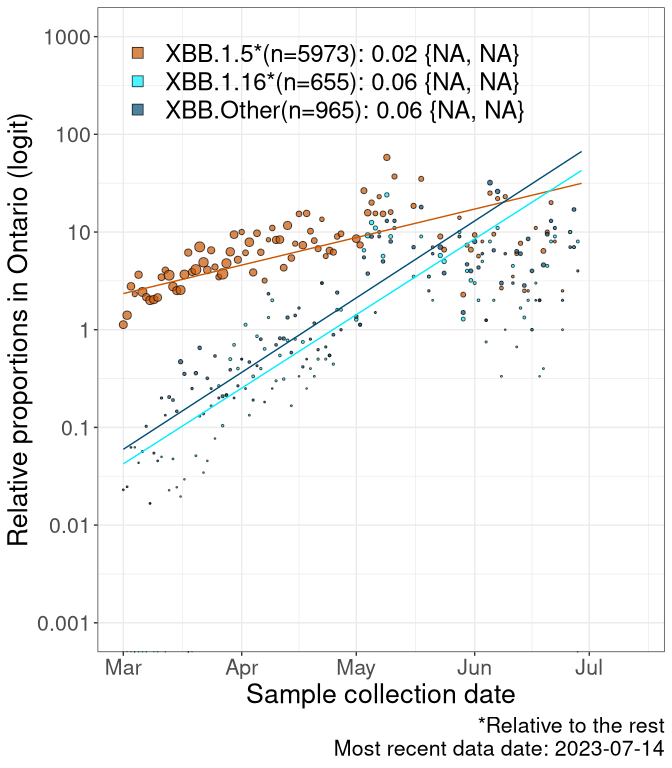 XBB.1.5*(n=5973): 0.02 {NA, NA}
XBB.1.16*(n=655): 0.06 {NA, NA}
XBB.Other(n=965): 0.06 {NA, NA}
Relative proportions in Ontario (logit)
1000
100
10
1
0.1
0.01
0.001
Mar Apr May Jun Jul
Sample collection date
*Relative to the rest
Most recent data date: 2023-07-14